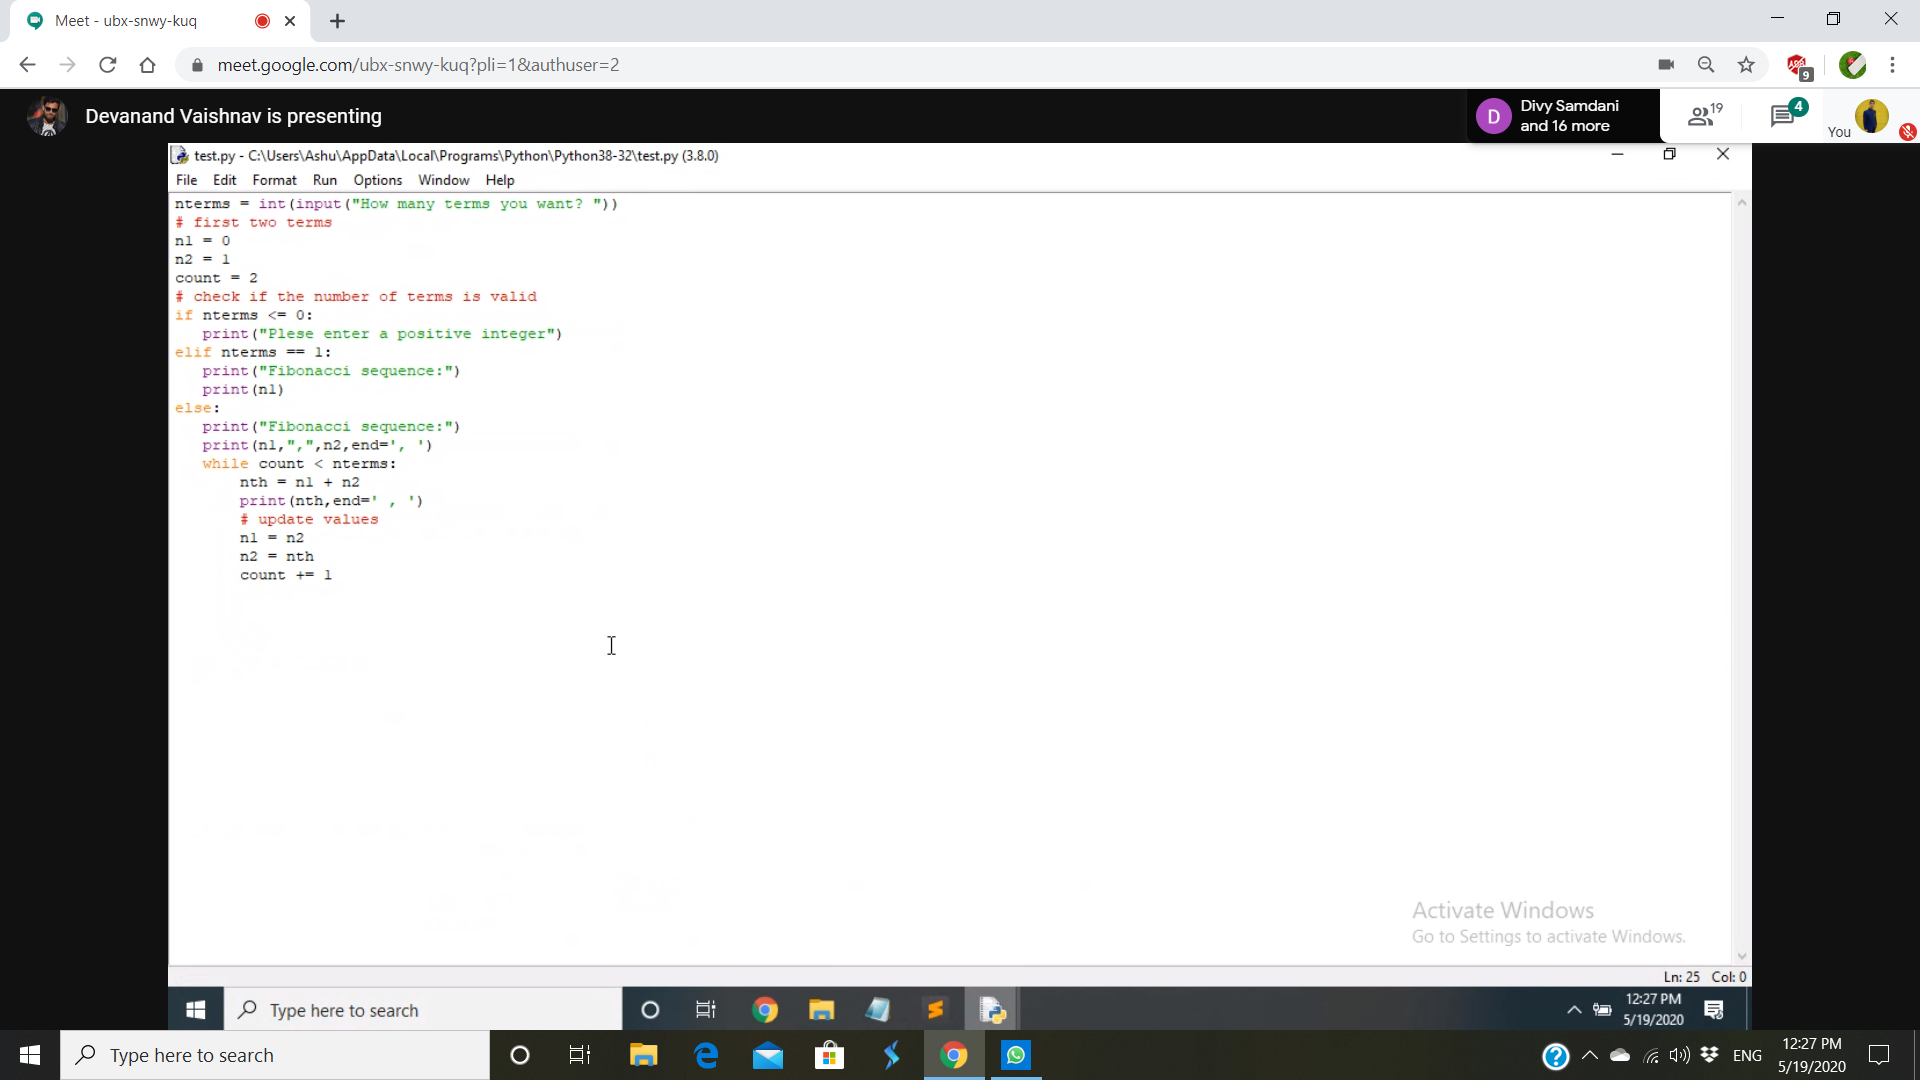 Meet - ubx-snwy-kuq
meet.google.com/ubx-snwy-kuq?pli=1&authuser=2
ABP
9
Devanand Vaishnav is presenting
D
Divy Samdani
and 16 more
19
4
You
test.py - C:\Users\Ashu\AppData\Local\Programs\Python\Python38-32\test.py (3.8.0)
File Edit Format Run Options Window Help
nterms = int(input("How many terms you want? "))
# first two terms
n1 = 0
n2 = 1
count = 2
# check if the number of terms is valid
if nterms <= 0:
   print("Plese enter a positive integer")
elif nterms == 1:
   print("Fibonacci sequence:")
   print(n1)
else:
   print("Fibonacci sequence:")
   print(n1,",",n2,end=', ')
   while count < nterms:
       nth = n1 + n2
       print(nth,end=' , ')
       # update values
       n1 = n2
       n2 = nth
       count += 1
Activate Windows
Go to Settings to activate Windows.
Ln: 25 Col: 0
Type here to search
12:27 PM
5/19/2020
Type here to search
ENG
12:27 PM
5/19/2020